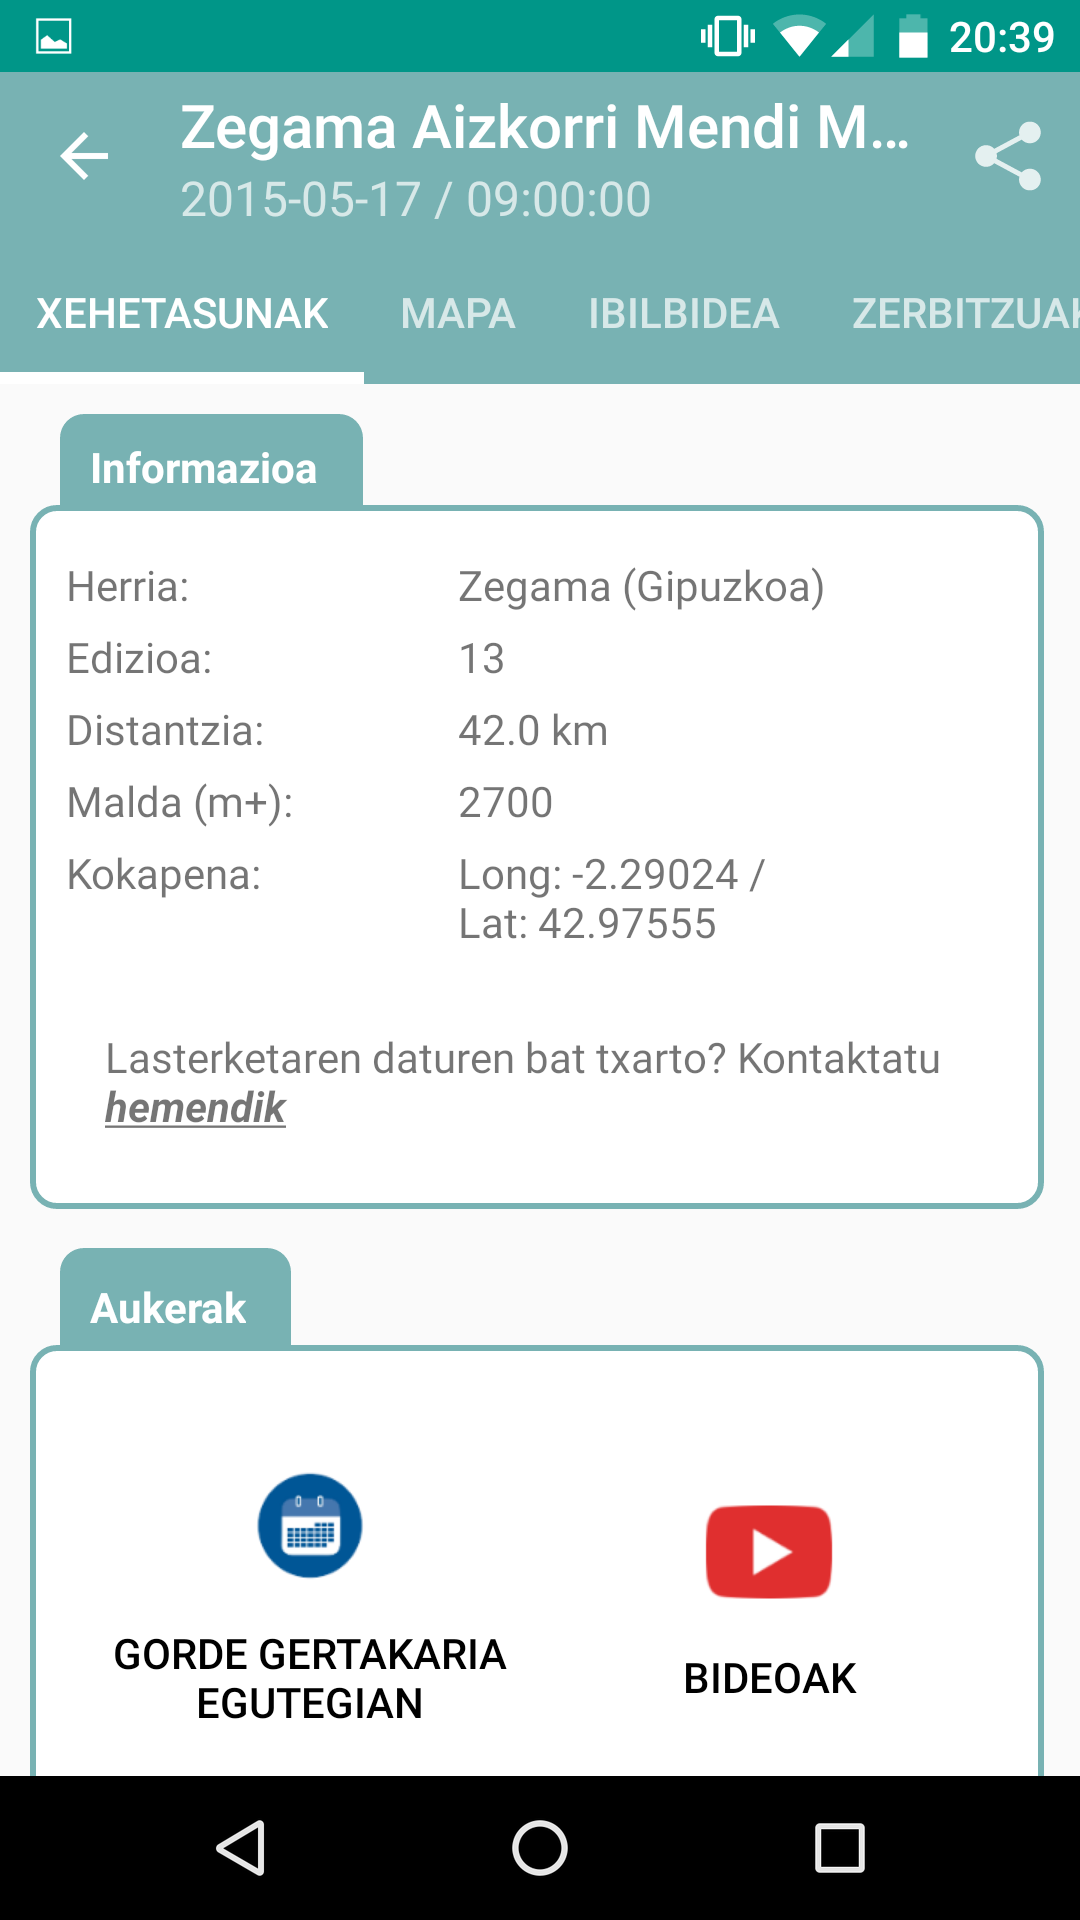 20:39
Zegama Aizkorri Mendi M...
2015-05-17 / 09:00:00
XEHETASUNAK MAPA IBILBIDEA ZERBITZUAK
Informazioa
Herria: Zegama (Gipuzkoa)
Edizioa: 13
Distantzia: 42.0 km
Malda (m+): 2700
Kokapena: Long: -2.29024 /
Lat: 42.97555
Lasterketaren daturen bat txarto? Kontaktatu
hemendik
Aukerak
GORDE GERTAKARIA
EGUTEGIAN
BIDEOAK